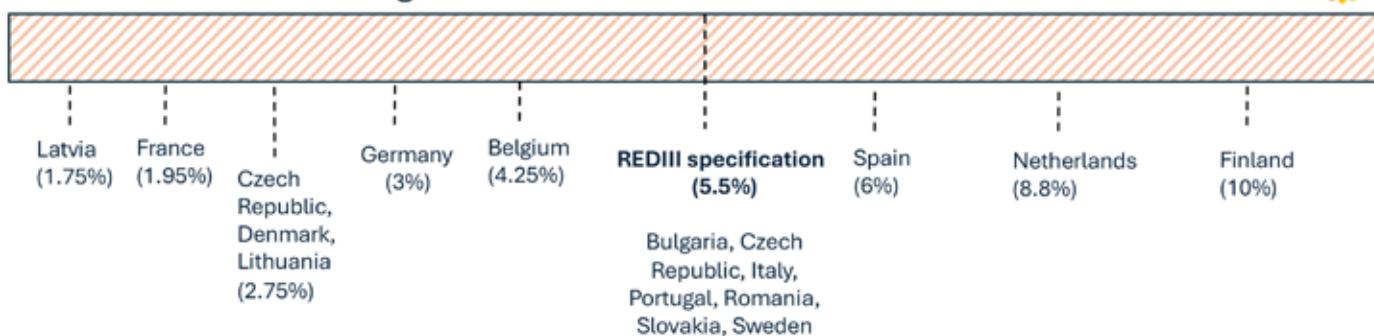 Latvia
(1.75%)
France
(1.95%)
Czech
Republic,
Denmark,
Lithuania
(2.75%)
Germany
(3%)
Belgium
(4.25%)
REDIII specification
(5.5%)
Bulgaria, Czech
Republic, Italy,
Portugal, Romania,
Slovakia, Sweden
Spain
(6%)
Netherlands
(8.8%)
Finland
(10%)